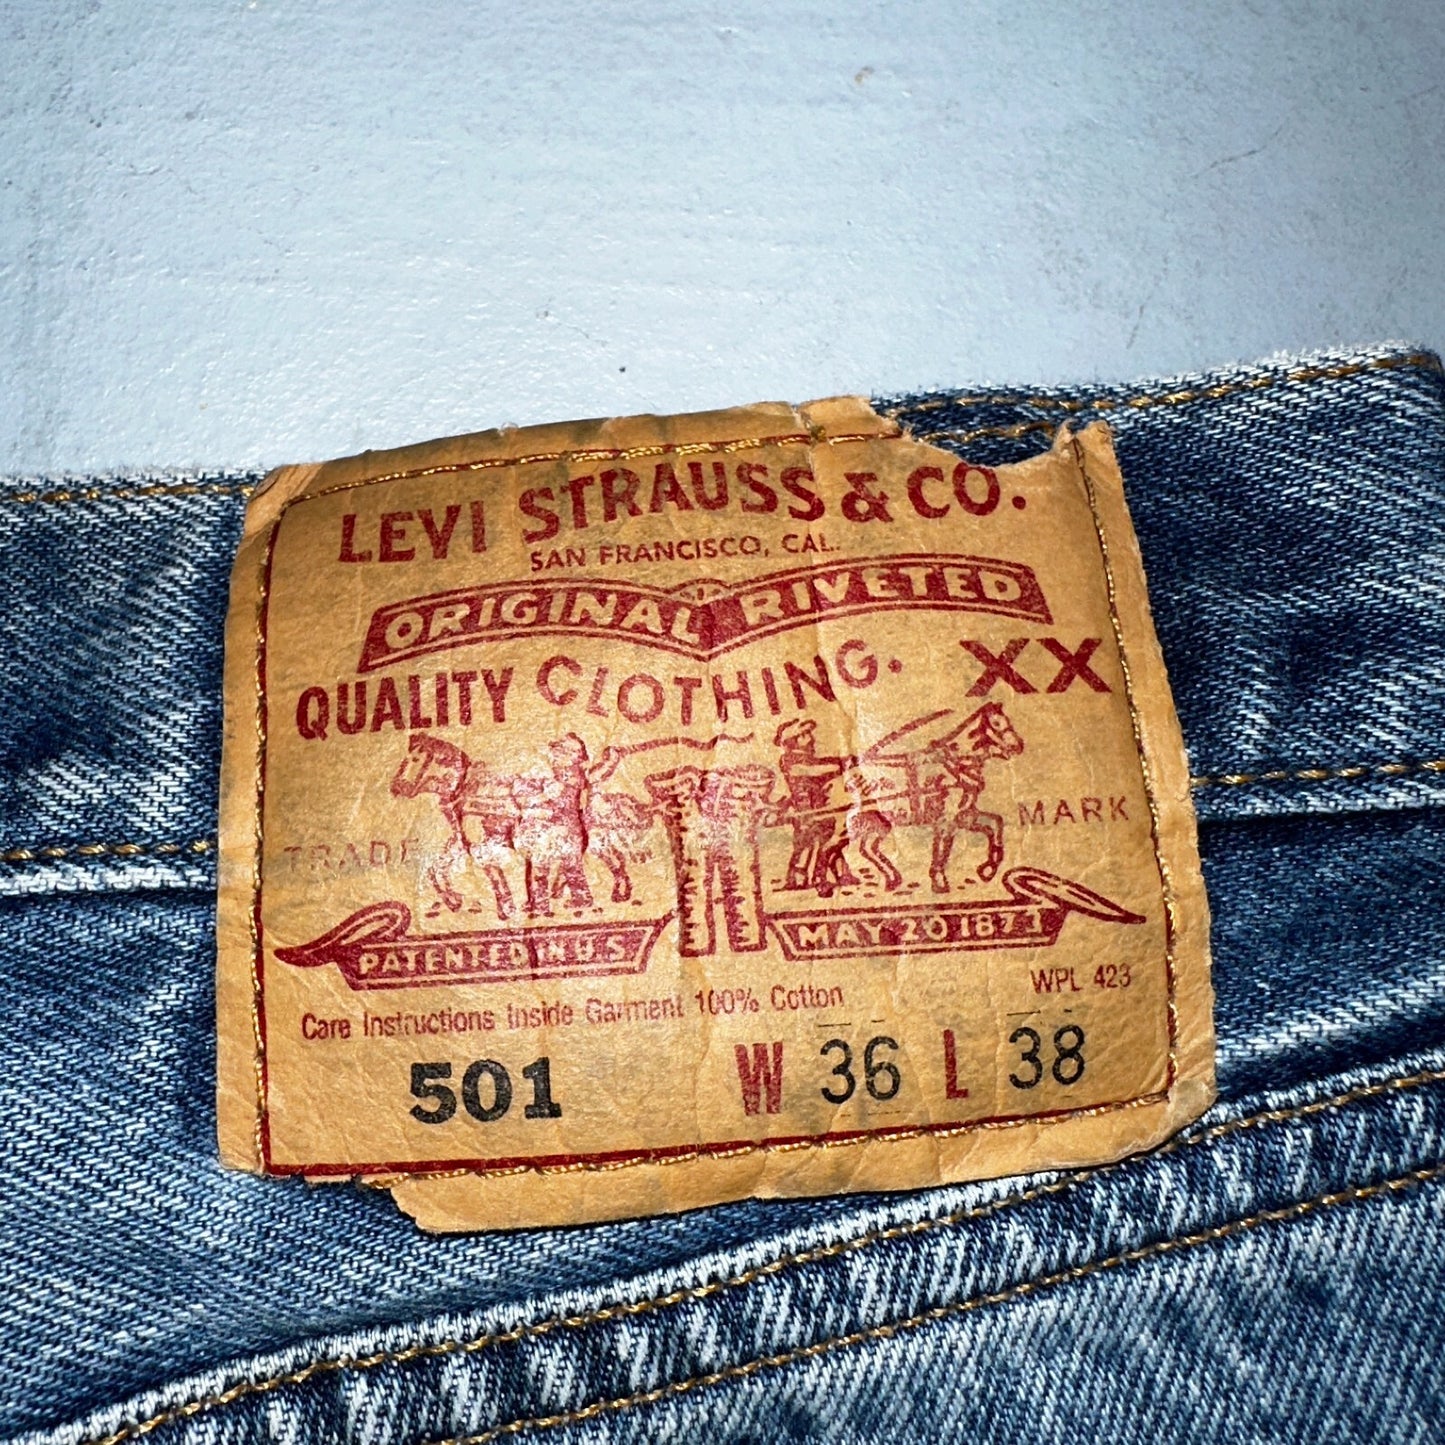 LEVI STRAUSS & CO.
SAN FRANCISCO, CAL.
ORIGINAL RIVETED
QUALITY CLOTHING. XX
TRADE MARK
PATENTED IN U.S. MAY 20 1873
WPL 423
Care Instructions Inside Garment 100% Cotton
501 W 36 L 38